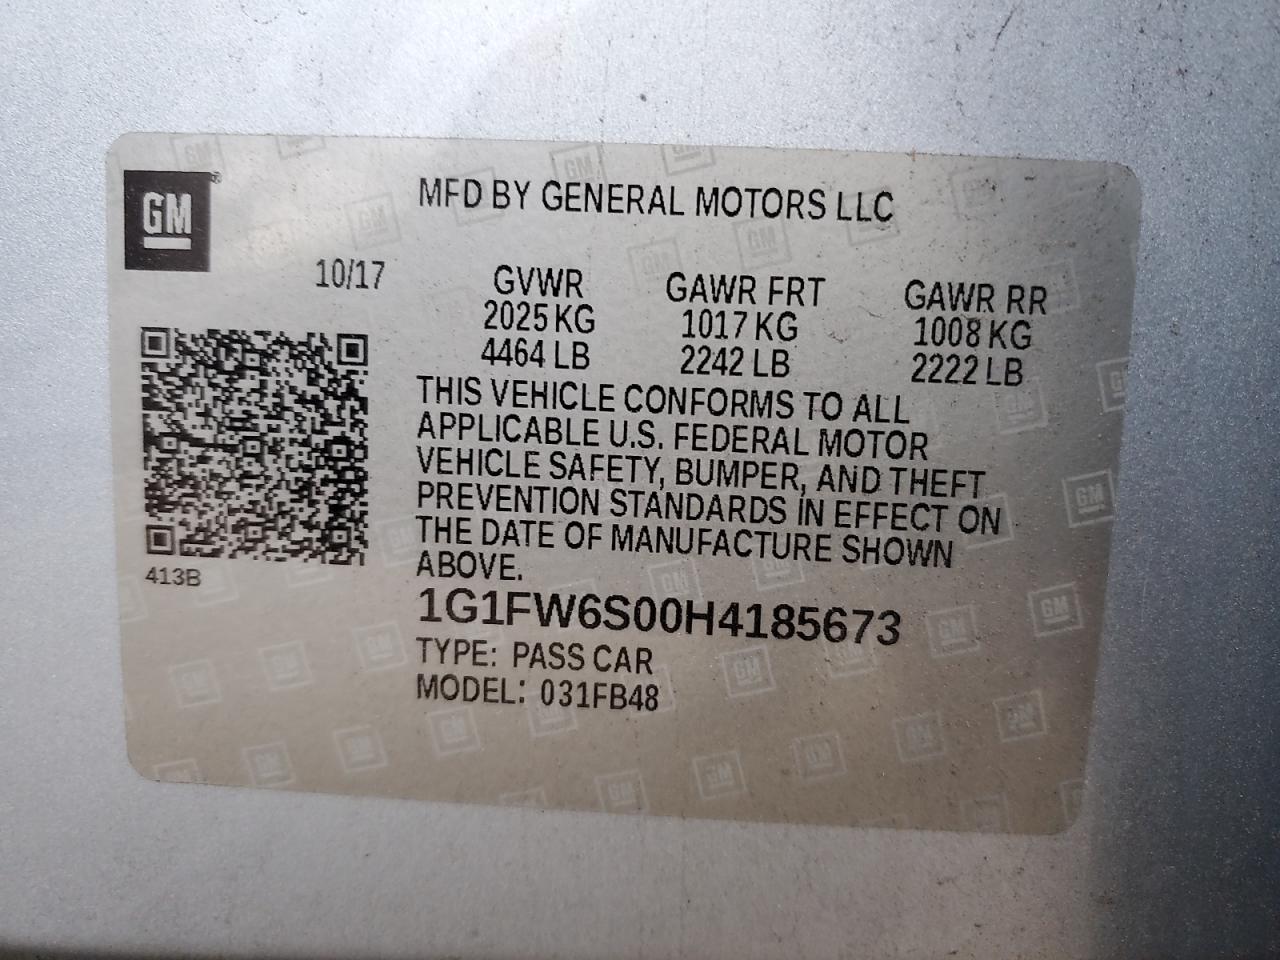 GM
MFD BY GENERAL MOTORS LLC
10/17
GVWR GAWR FRT GAWR RR
2025 KG 1017 KG 1008 KG
4464 LB 2242 LB 2222 LB
THIS VEHICLE CONFORMS TO ALL
APPLICABLE U.S. FEDERAL MOTOR
VEHICLE SAFETY, BUMPER, AND THEFT
PREVENTION STANDARDS IN EFFECT ON
THE DATE OF MANUFACTURE SHOWN
ABOVE.
413B
1G1FW6S00H4185673
TYPE: PASS CAR
MODEL: 031FB48